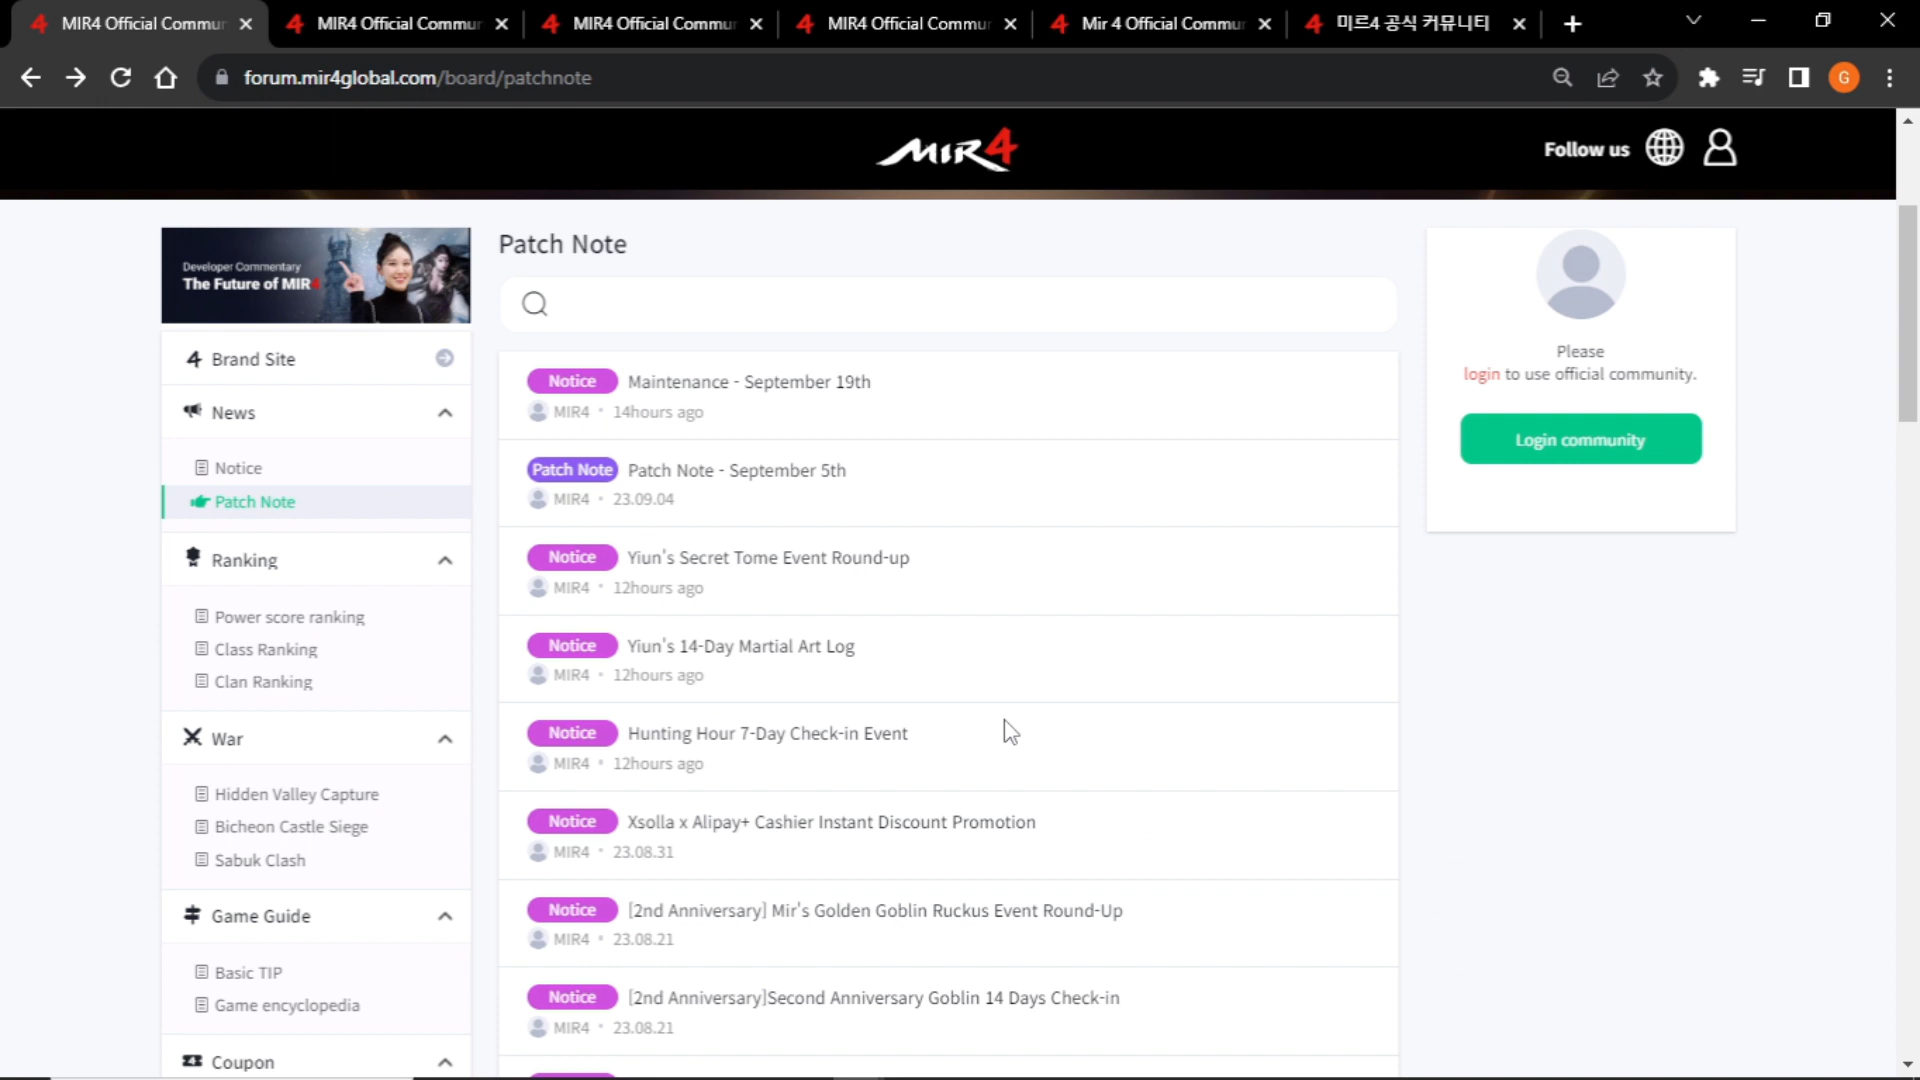 MIR4 Official Commur
MIR4 Official Commur
MIR4 Official Commur
MIR4 Official Commur
Mir 4 Official Commur
미르4 공식 커뮤니티
forum.mir4global.com/board/patchnote
G
MIR4
Follow us
Developer Commentary
The Future of MIR4
Brand Site
News
Notice
Patch Note
Ranking
Power score ranking
Class Ranking
Clan Ranking
War
Hidden Valley Capture
Bicheon Castle Siege
Sabuk Clash
Game Guide
Basic TIP
Game encyclopedia
Coupon
Patch Note
Notice Maintenance - September 19th
MIR4 • 14hours ago
Patch Note Patch Note - September 5th
MIR4 • 23.09.04
Notice Yiun's Secret Tome Event Round-up
MIR4 • 12hours ago
Notice Yiun's 14-Day Martial Art Log
MIR4 • 12hours ago
Notice Hunting Hour 7-Day Check-in Event
MIR4 • 12hours ago
Notice Xsolla x Alipay+ Cashier Instant Discount Promotion
MIR4 • 23.08.31
Notice [2nd Anniversary] Mir's Golden Goblin Ruckus Event Round-Up
MIR4 • 23.08.21
Notice [2nd Anniversary]Second Anniversary Goblin 14 Days Check-in
MIR4 • 23.08.21
Please
login to use official community.
Login community